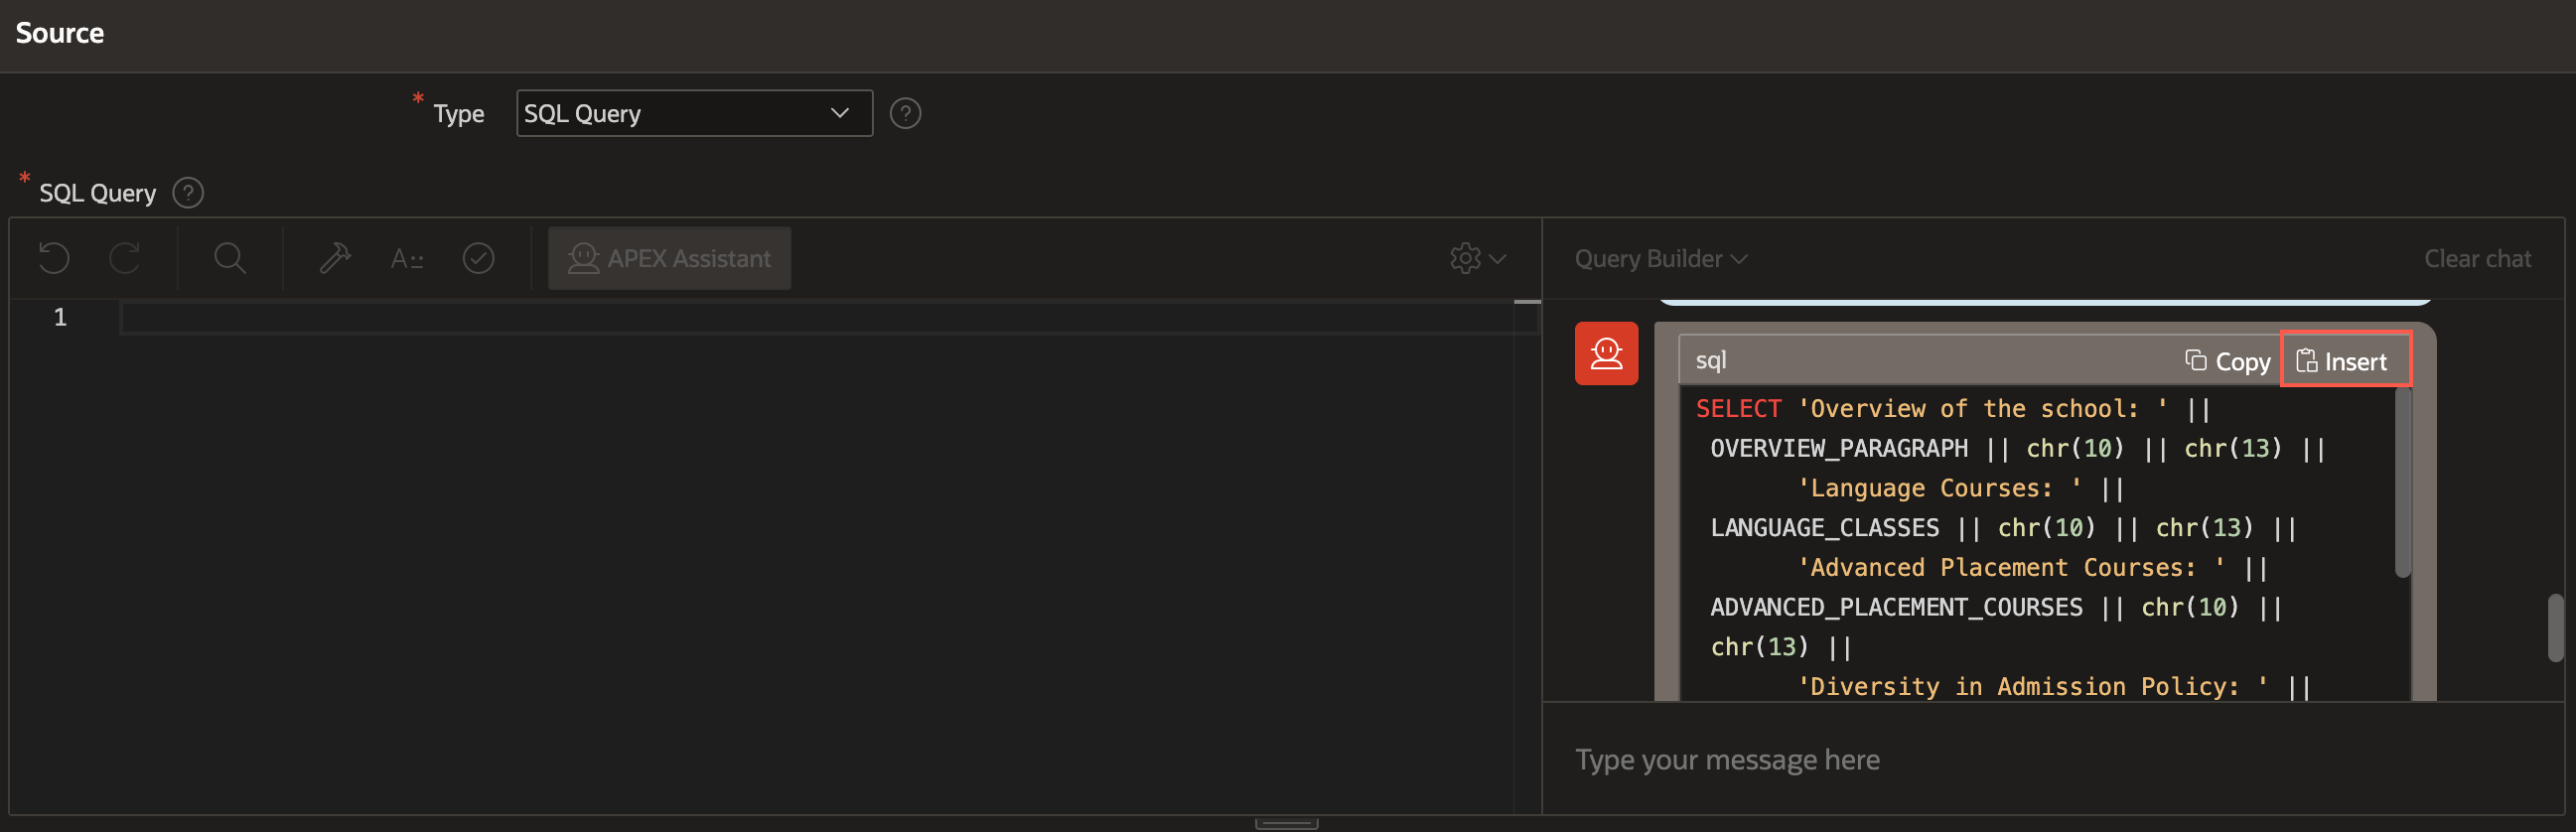 Source
* Type SQL Query ?
* SQL Query ?
APEX Assistant
Query Builder Clear chat
1
sql Copy Insert
SELECT 'Overview of the school: ' ||
OVERVIEW_PARAGRAPH || chr(10) || chr(13) ||
'Language Courses: ' ||
LANGUAGE_CLASSES || chr(10) || chr(13) ||
'Advanced Placement Courses: ' ||
ADVANCED_PLACEMENT_COURSES || chr(10) ||
chr(13) ||
'Diversity in Admission Policy: ' ||
Type your message here